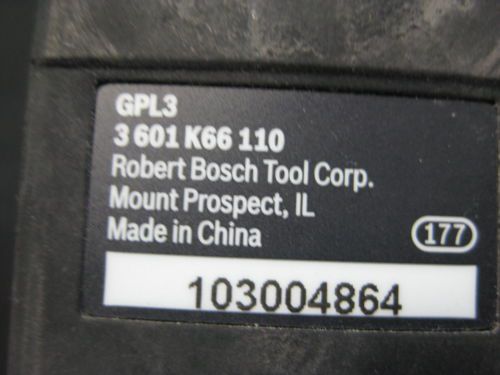 GPL3
3 601 K66 110
Robert Bosch Tool Corp.
Mount Prospect, IL
Made in China
177
103004864